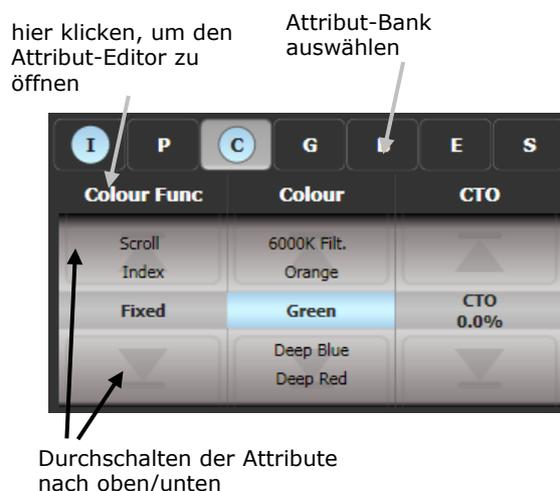 hier klicken, um den
Attribut-Editor zu
öffnen
Attribut-Bank
auswählen
I P C G E S
Colour Func Colour CTO
Scroll
Index
Fixed
6000K Filt.
Orange
Green
Deep Blue
Deep Red
CTO
0.0%
Durchschalten der Attribute
nach oben/unten